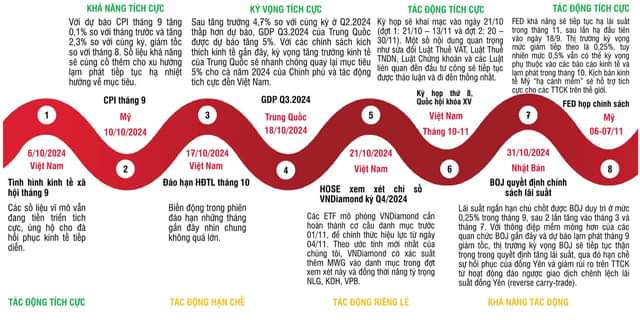 KHẢ NĂNG TÍCH CỰC
Với dự báo CPI tháng 9 tăng
0,1% so với tháng trước và tăng
2,3% so với cùng kỳ, giảm tốc
so với tháng 8. Số liệu khả năng
sẽ củng cố thêm cho xu hướng
lạm phát tiếp tục hạ nhiệt
hướng về mục tiêu.
KỲ VỌNG TÍCH CỰC
Sau tăng trưởng 4,7% so với cùng kỳ ở Q2.2024
thấp hơn dự báo, GDP Q3.2024 của Trung Quốc
được dự báo tăng 5%. Với các chính sách kích
thích kinh tế gần đây, kỳ vọng tăng trưởng kinh tế
của Trung Quốc sẽ nhanh chóng quay lại mục tiêu
5% cho cả năm 2024 của Chính phủ và tác động
tích cực đến Việt Nam.
TÁC ĐỘNG TÍCH CỰC
Kỳ họp sẽ khai mạc vào ngày 21/10
(đợt 1: 21/10 – 13/11 và đợt 2: 20 –
30/11). Một số nội dung quan trọng
như sửa đổi Luật Thuế VAT, Luật Thuế
TNDN, Luật Chứng khoán và các Luật
liên quan đến đầu tư công sẽ tiếp tục
được thảo luận và đi đến thống nhất.
TÁC ĐỘNG TÍCH CỰC
FED khả năng sẽ tiếp tục hạ lãi suất
trong tháng 11, sau lần hạ đầu tiên
vào ngày 18/9. Thị trường kỳ vọng
mức giảm tiếp theo là 0,25%, tuy
nhiên mức 0,5% vẫn có thể kỳ vọng
phụ thuộc vào các báo cáo kinh tế và
lạm phát trong tháng 10. Kịch bản kinh
tế Mỹ "hạ cánh mềm" sẽ hỗ trợ tích
cực cho các TTCK trên thế giới.
1
CPI tháng 9
Mỹ
10/10/2024
3
GDP Q3.2024
Trung Quốc
18/10/2024
5
Kỳ họp thứ 8,
Quốc hội khóa XV
Việt Nam
Tháng 10-11
7
FED họp chính sách
Mỹ
06-07/11
6/10/2024
Việt Nam
2
17/10/2024
Việt Nam
4
21/10/2024
Việt Nam
6
31/10/2024
Nhật Bản
8
Tình hình kinh tế xã
hội tháng 9
Các số liệu vĩ mô vẫn
đang tiến triển tích
cực, ủng hộ cho đà
hồi phục kinh tế tiếp
diễn.
Đáo hạn HĐTL tháng 10
Biến động trong phiên
đáo hạn những tháng
gần đây nhìn chung
không quá lớn.
HOSE xem xét chỉ số
VNDiamond kỳ Q4/2024
Các ETF mô phỏng VNDiamond cần
hoàn thành cơ cấu danh mục trước
01/11, để chính thức hiệu lực từ ngày
04/11. Theo ước tính mới nhất của
chúng tôi, VNDiamond có xác suất
thêm MWG vào danh mục trong đợt
xem xét này và đồng thời nâng tỷ trọng
NLG, KDH, VPB.
BOJ quyết định chính
sách lãi suất
Lãi suất ngắn hạn chủ chốt được BOJ duy trì ở mức
0,25% trong tháng 9, sau 2 lần tăng vào tháng 3 và
tháng 7. Với thông điệp mềm mỏng hơn của các
quan chức BOJ gần đây và dự báo lạm phát tháng 9
giảm tốc, thị trường kỳ vọng BOJ sẽ tiếp tục thận
trọng trong quyết định tăng lãi suất, qua đó hạn chế
sự hồi phục của đồng Yên và giảm rủi ro trên TTCK
từ hoạt động đảo ngược giao dịch chênh lệch lãi
suất đồng Yên (reverse carry-trade).
TÁC ĐỘNG TÍCH CỰC
TÁC ĐỘNG HẠN CHẾ
TÁC ĐỘNG RIÊNG LẺ
KHẢ NĂNG TÁC ĐỘNG